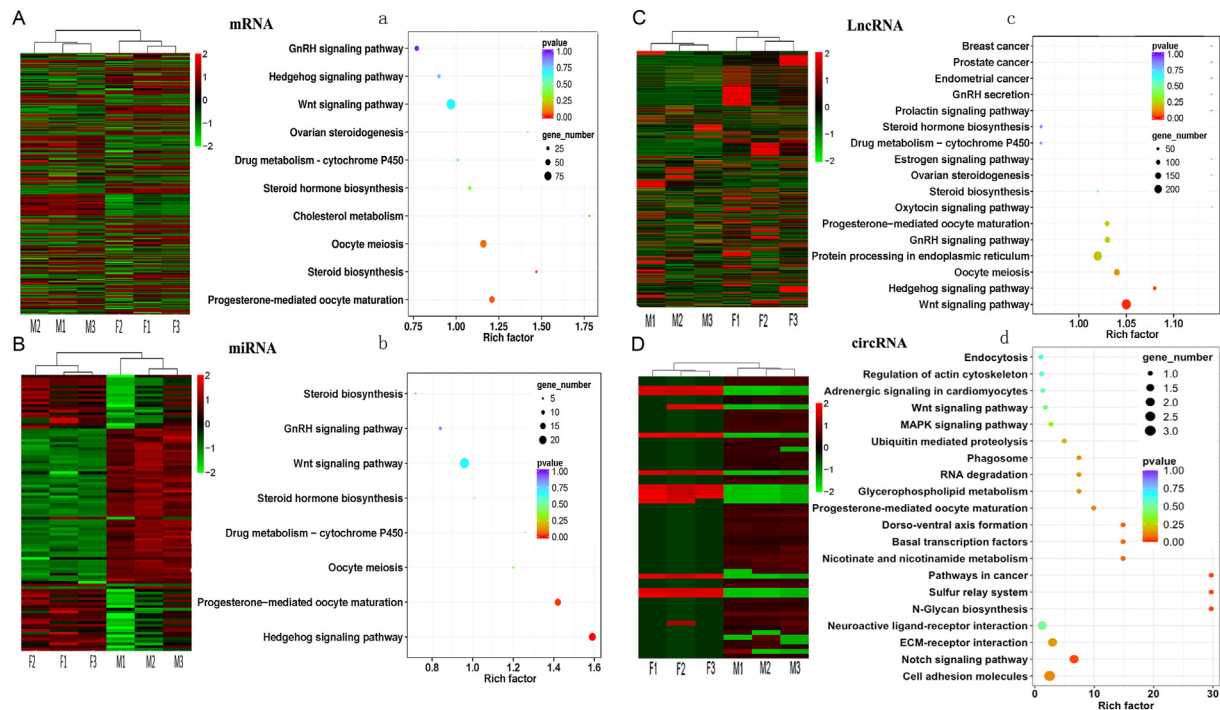 A
mRNA
a
2
1
0
−1
−2
M2 M1 M3 F2 F1 F3
GnRH signaling pathway
Hedgehog signaling pathway
Wnt signaling pathway
Ovarian steroidogenesis
Drug metabolism - cytochrome P450
Steroid hormone biosynthesis
Cholesterol metabolism
Oocyte meiosis
Steroid biosynthesis
Progesterone-mediated oocyte maturation
0.75 1.00 1.25 1.50 1.75
Rich factor
pvalue
1.00
0.75
0.50
0.25
0.00
gene_number
25
50
75
C
LncRNA
c
2
1
0
−1
−2
M1 M2 M3 F1 F2 F3
Breast cancer
Prostate cancer
Endometrial cancer
GnRH secretion
Prolactin signaling pathway
Steroid hormone biosynthesis
Drug metabolism − cytochrome P450
Estrogen signaling pathway
Ovarian steroidogenesis
Steroid biosynthesis
Oxytocin signaling pathway
Progesterone−mediated oocyte maturation
GnRH signaling pathway
Protein processing in endoplasmic reticulum
Oocyte meiosis
Hedgehog signaling pathway
Wnt signaling pathway
1.00 1.05 1.10
Rich factor
pvalue
1.00
0.75
0.50
0.25
0.00
gene_number
50
100
150
200
B
miRNA
b
2
1
0
−1
−2
F2 F1 F3 M1 M2 M3
Steroid biosynthesis
GnRH signaling pathway
Wnt signaling pathway
Steroid hormone biosynthesis
Drug metabolism − cytochrome P450
Oocyte meiosis
Progesterone−mediated oocyte maturation
Hedgehog signaling pathway
0.8 1.0 1.2 1.4 1.6
Rich factor
gene_number
5
10
15
20
pvalue
1.00
0.75
0.50
0.25
0.00
D
circRNA
d
2
1
0
−1
−2
F1 F2 F3 M1 M2 M3
Endocytosis
Regulation of actin cytoskeleton
Adrenergic signaling in cardiomyocytes
Wnt signaling pathway
MAPK signaling pathway
Ubiquitin mediated proteolysis
Phagosome
RNA degradation
Glycerophospholipid metabolism
Progesterone−mediated oocyte maturation
Dorso−ventral axis formation
Basal transcription factors
Nicotinate and nicotinamide metabolism
Pathways in cancer
Sulfur relay system
N−Glycan biosynthesis
Neuroactive ligand−receptor interaction
ECM−receptor interaction
Notch signaling pathway
Cell adhesion molecules
0 10 20 30
Rich factor
gene_number
1.0
1.5
2.0
2.5
3.0
pvalue
1.00
0.75
0.50
0.25
0.00